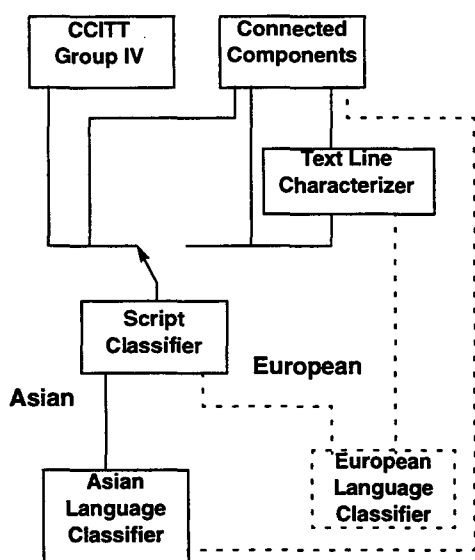 CCITT
Group IV
Connected
Components
Text Line
Characterizer
Script
Classifier
European
Asian
European
Language
Classifier
Asian
Language
Classifier